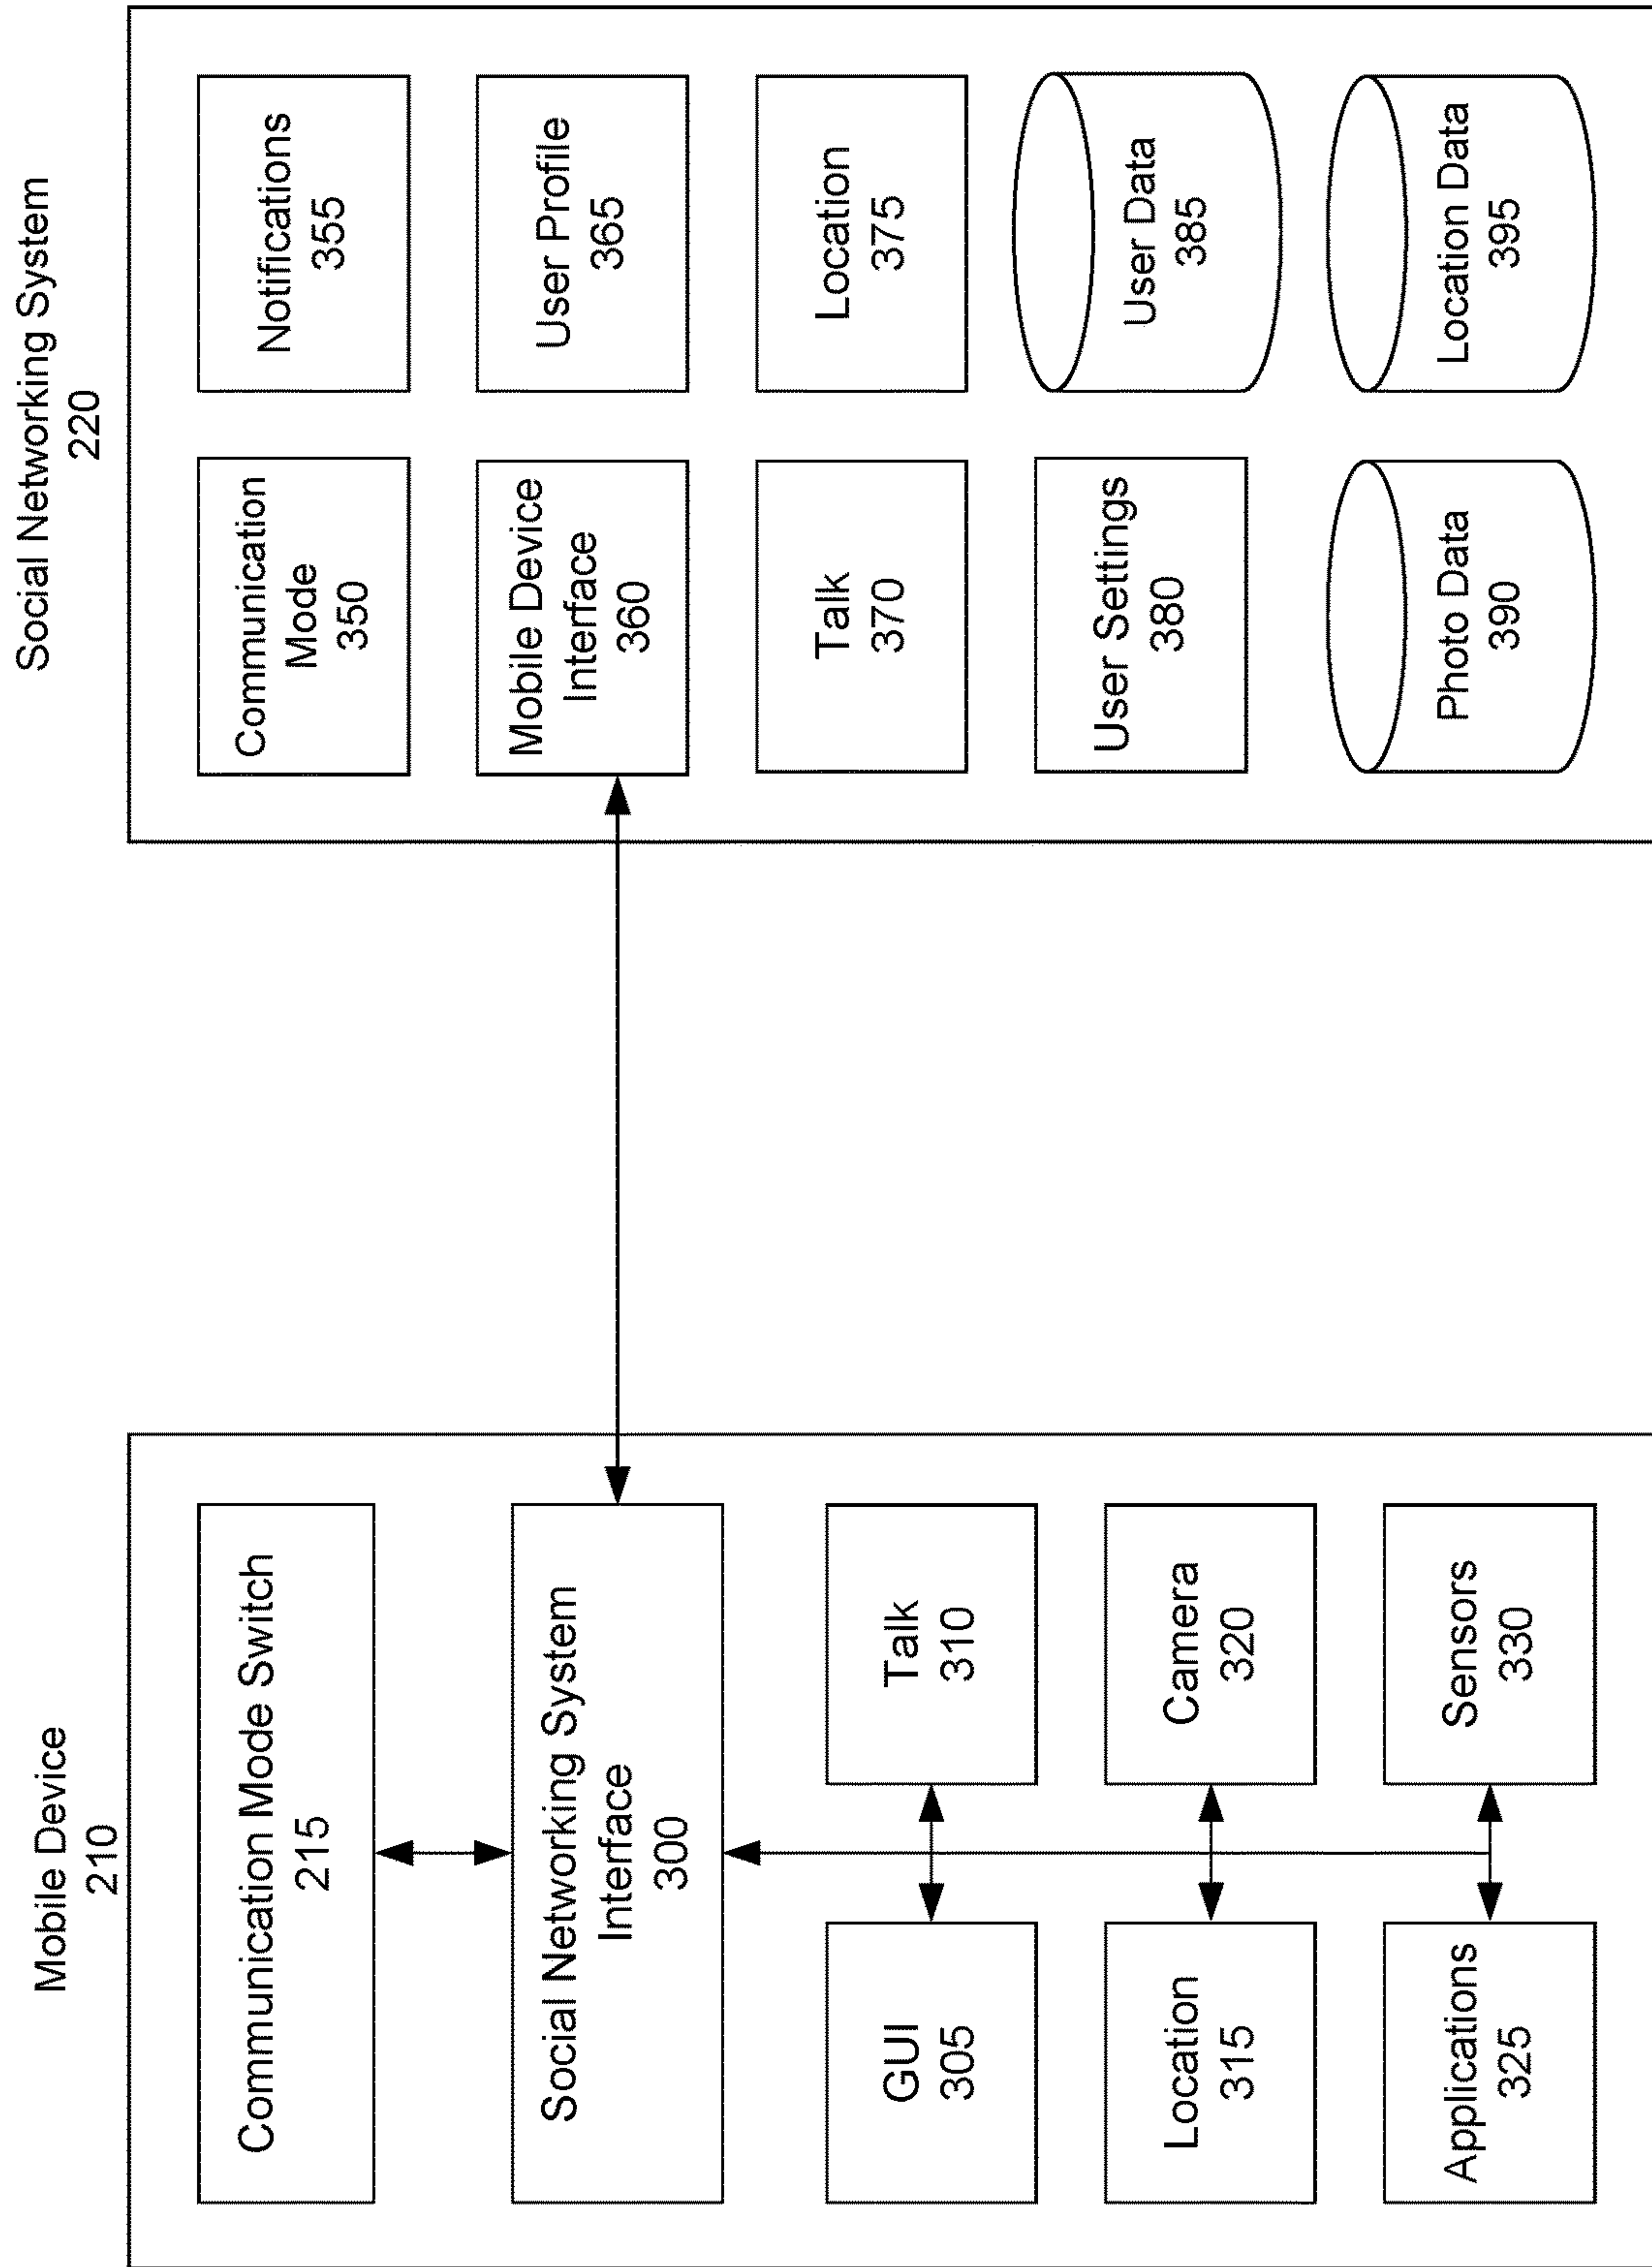 Mobile Device
210
Communication Mode Switch
215
Social Networking System
Interface
300
GUI
305
Talk
310
Location
315
Camera
320
Applications
325
Sensors
330
Social Networking System
220
Communication
Mode
350
Notifications
355
Mobile Device
Interface
360
User Profile
365
Talk
370
Location
375
User Settings
380
User Data
385
Photo Data
390
Location Data
395